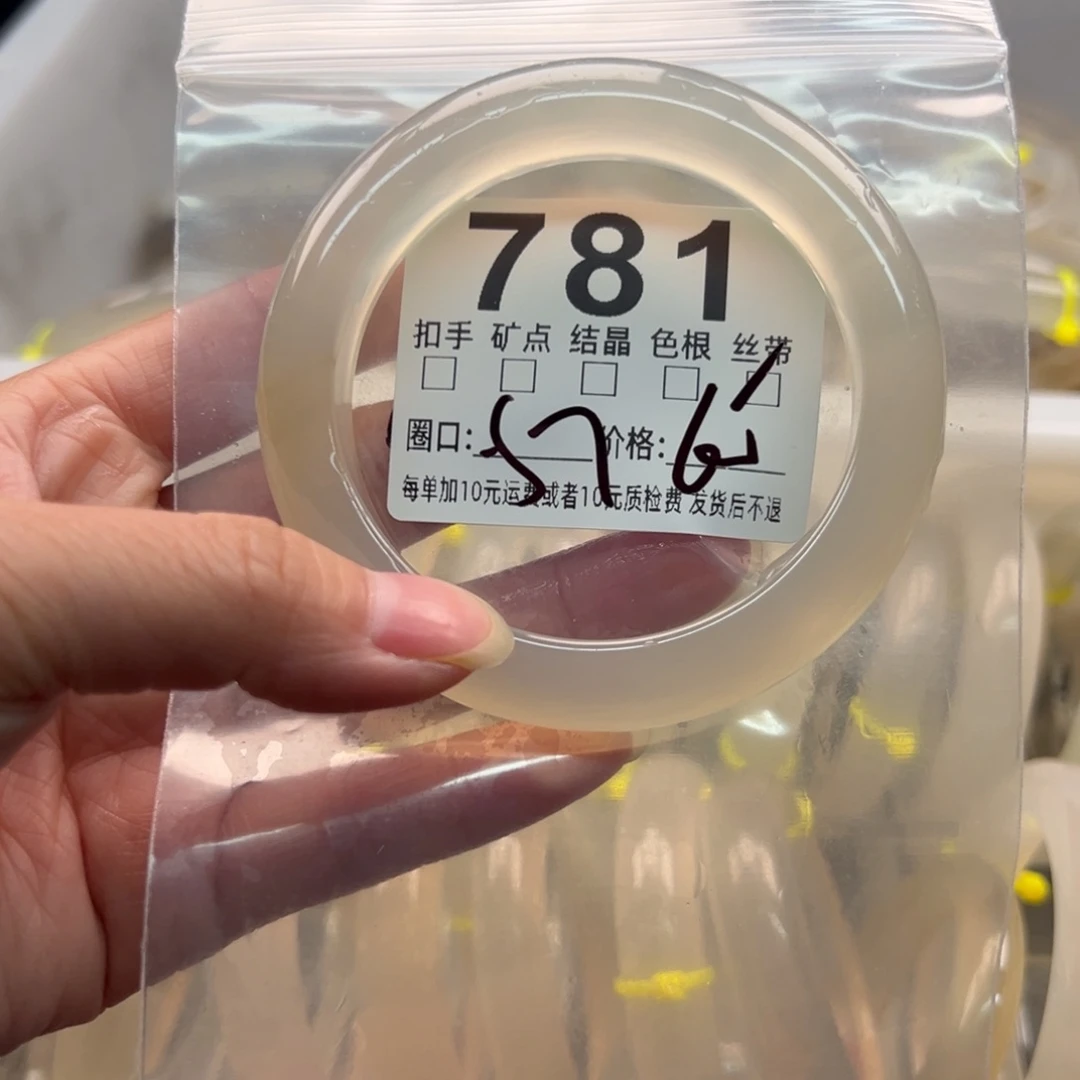 781
扣手 矿点 结晶 色根 丝带
圈口: 57 价格:
每单加10元运费或者10元质检费 发货后不退